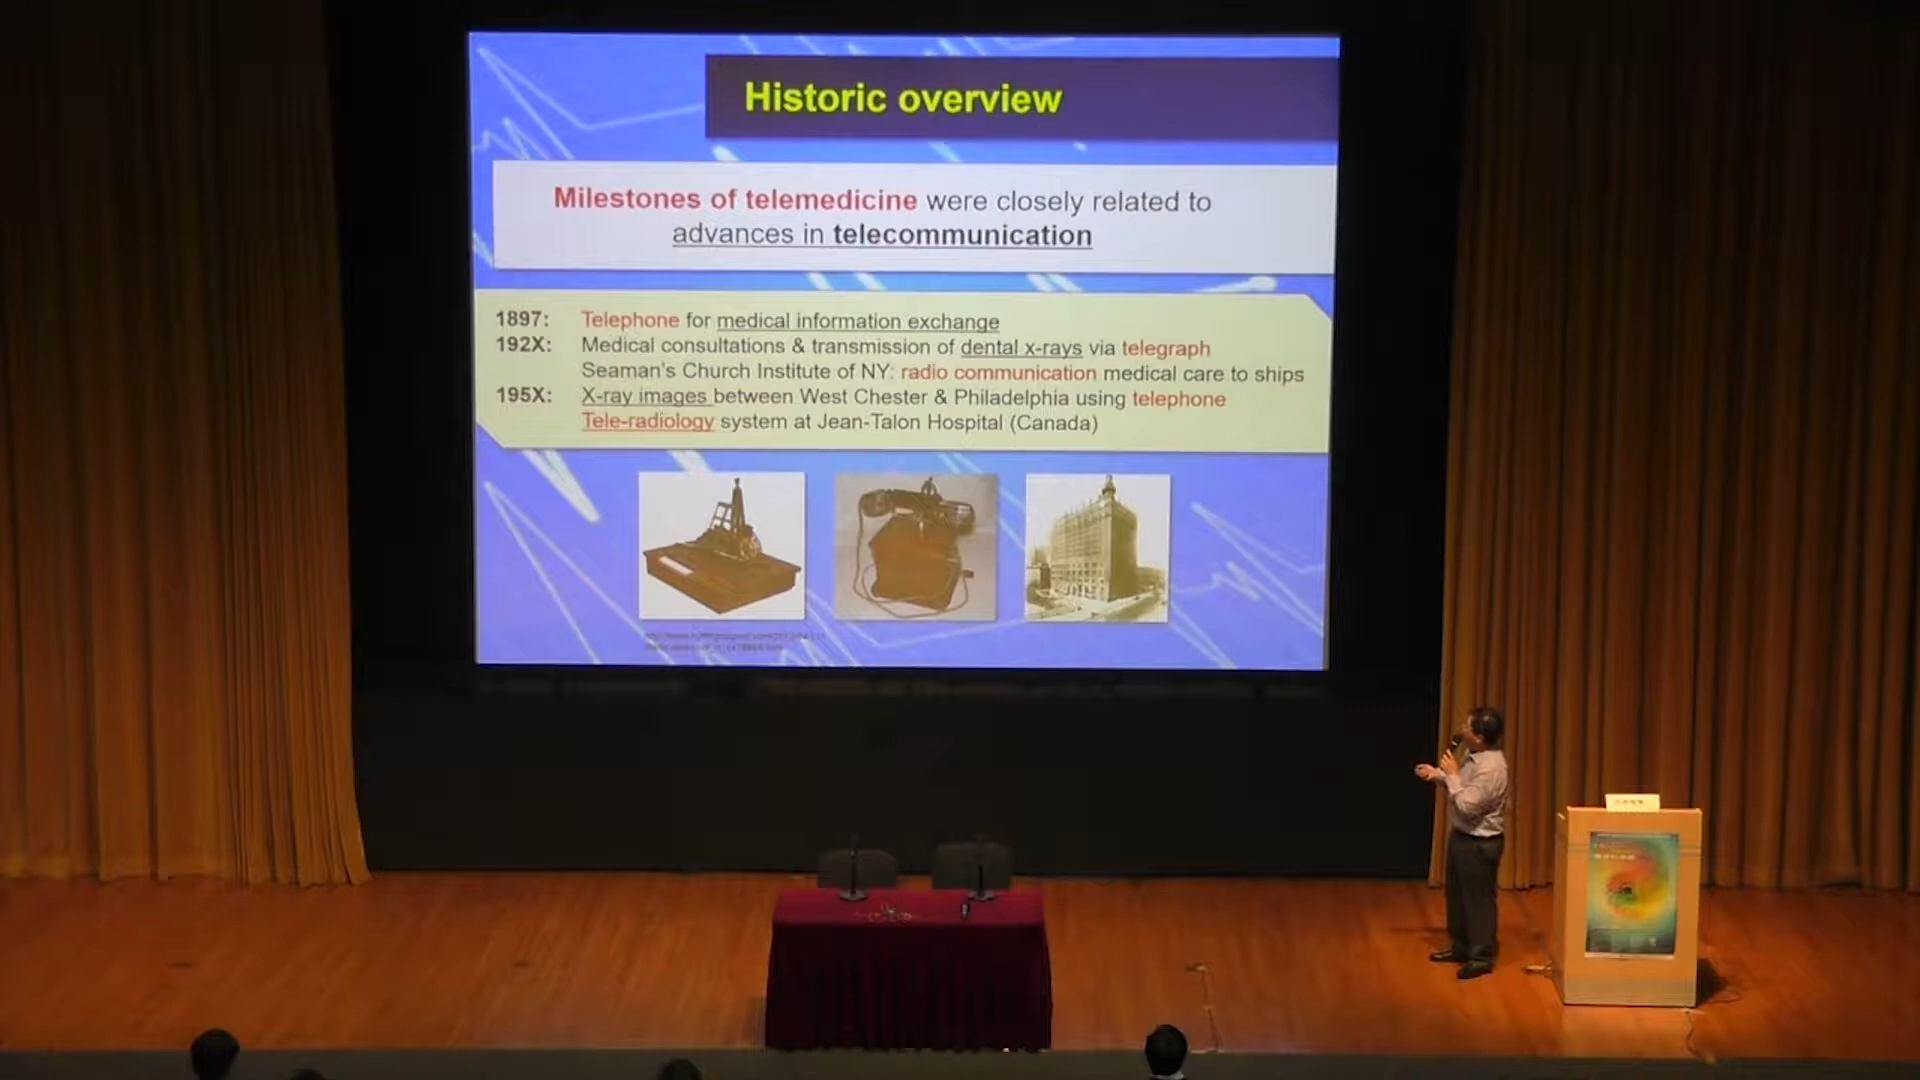 Historic overview
Milestones of telemedicine were closely related to
advances in telecommunication
1897: Telephone for medical information exchange
192X: Medical consultations & transmission of dental x-rays via telegraph
Seaman's Church Institute of NY: radio communication medical care to ships
195X: X-ray images between West Chester & Philadelphia using telephone
Tele-radiology system at Jean-Talon Hospital (Canada)